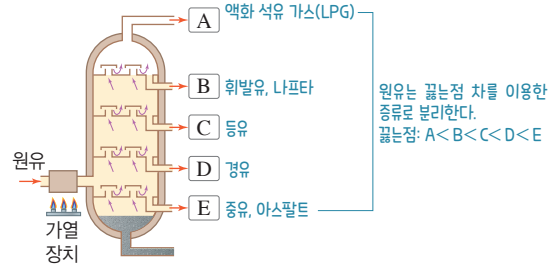 A 액화 석유 가스(LPG)
B 휘발유, 나프타
C 등유
D 경유
E 중유, 아스팔트
원유
가열
장치
원유는 끓는점 차를 이용한
증류로 분리한다.
끓는점: A<B<C<D<E